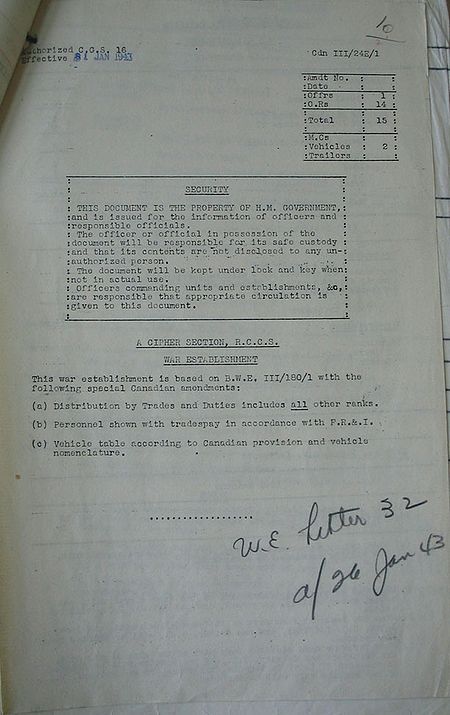 10
Authorized C.G.S. 16
Effective 31 JAN 1943
Cdn III/24E/1
:Amdt No. : :
:Date : :
:Offrs : 1 :
:O.Rs : 14 :
:Total : 15 :
:M.Cs : :
:Vehicles : 2 :
:Trailers : :
SECURITY
THIS DOCUMENT IS THE PROPERTY OF H.M. GOVERNMENT,
and is issued for the information of officers and
responsible officials.
The officer or official in possession of the
document will be responsible for its safe custody
and that its contents are not disclosed to any un-
authorized person.
The document will be kept under lock and key when
not in actual use.
Officers commanding units and establishments, &c,
are responsible that appropriate circulation is
given to this document.
A CIPHER SECTION, R.C.C.S.
WAR ESTABLISHMENT
This war establishment is based on B.W.E. III/180/1 with the
following special Canadian amendments:
(a) Distribution by Trades and Duties includes all other ranks.
(b) Personnel shown with tradespay in accordance with F.R.& I.
(c) Vehicle table according to Canadian provision and vehicle
nomenclature.
W.E. Letter 32
d/26 Jan 43